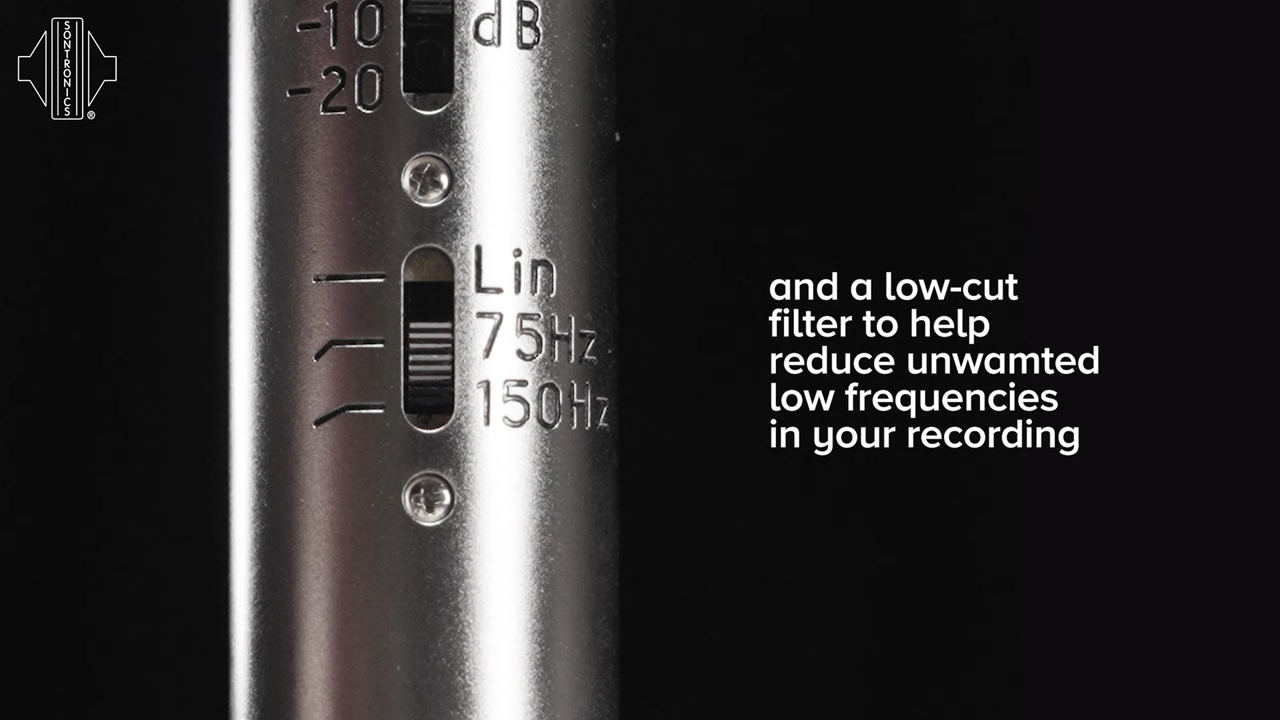 SONTRONICS
®
-10 dB
-20
Lin
75Hz
150Hz
and a low-cut
filter to help
reduce unwamted
low frequencies
in your recording